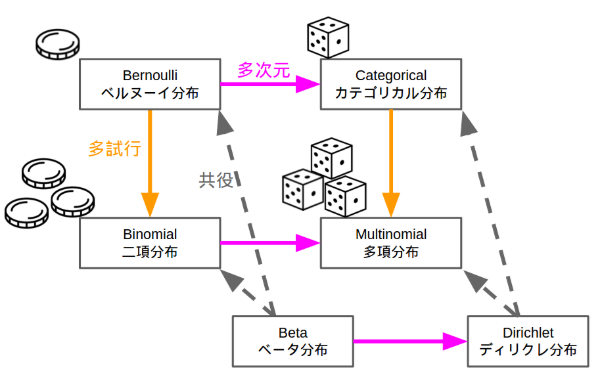 多次元
Bernoulli
ベルヌーイ分布
Categorical
カテゴリカル分布
多試行
共役
Binomial
二項分布
Multinomial
多項分布
Beta
ベータ分布
Dirichlet
ディリクレ分布